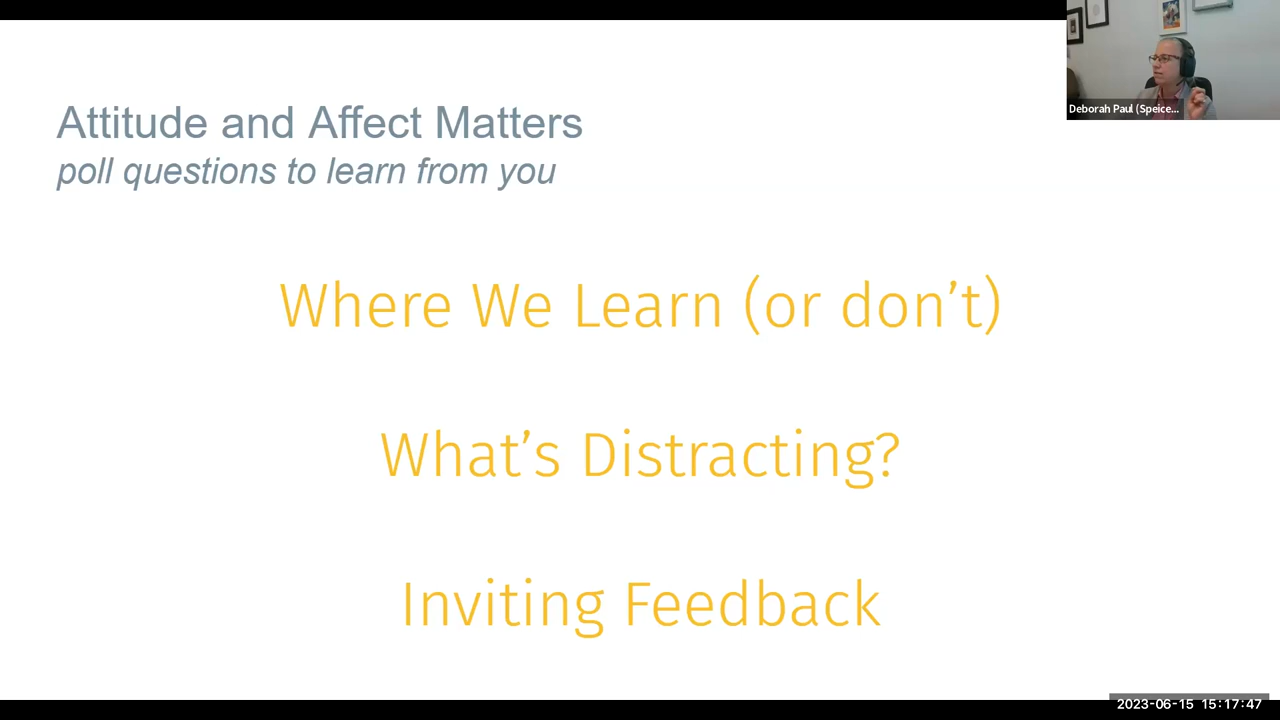 Attitude and Affect Matters
poll questions to learn from you
Deborah Paul (Speice...
Where We Learn (or don’t)
What’s Distracting?
Inviting Feedback
2023-06-15 15:17:47